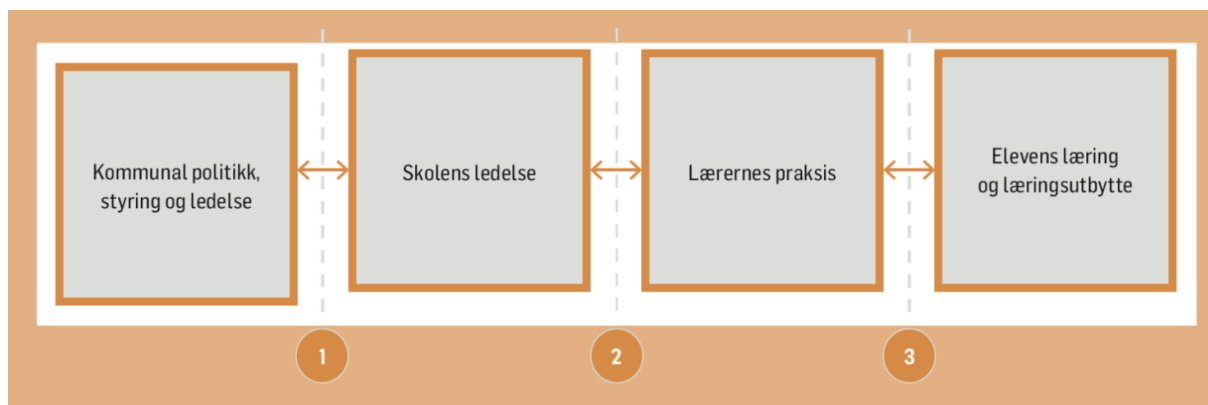 Kommunal politikk,
styring og ledelse
Skolens ledelse
Lærernes praksis
Elevens læring
og læringsutbytte
1
2
3